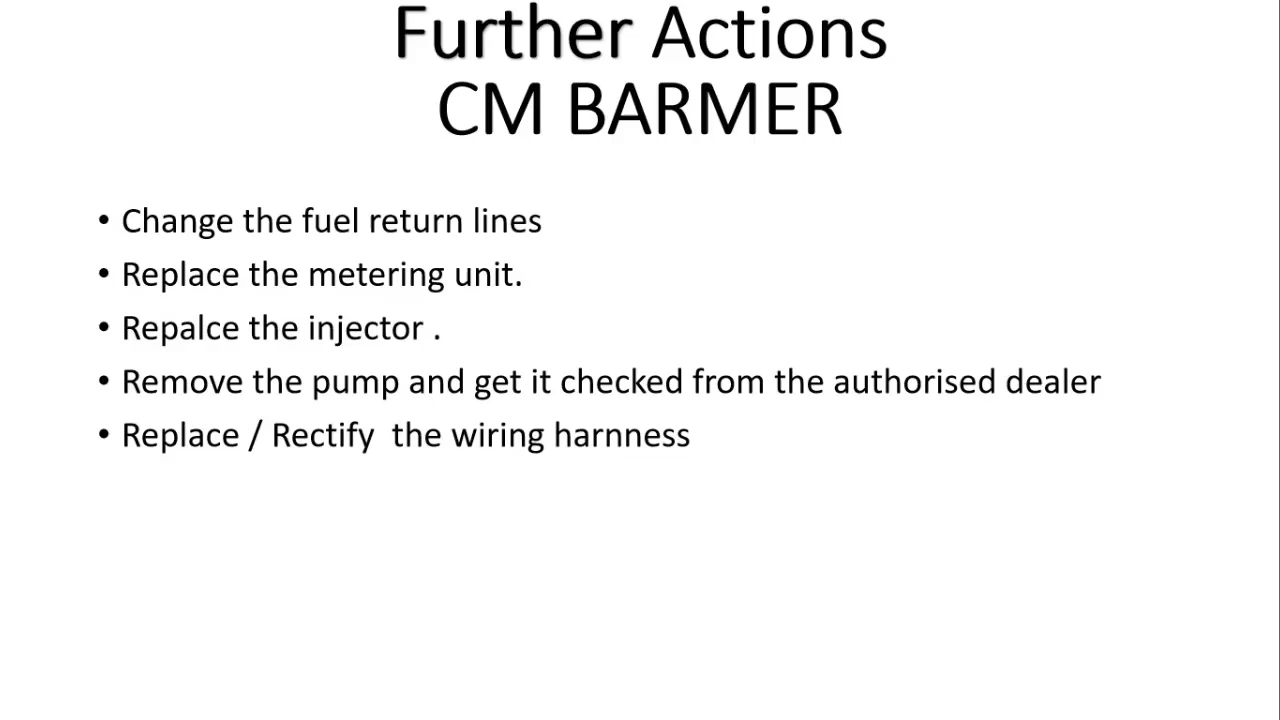 Further Actions
CM BARMER
• Change the fuel return lines
• Replace the metering unit.
• Repalce the injector .
• Remove the pump and get it checked from the authorised dealer
• Replace / Rectify  the wiring harnness